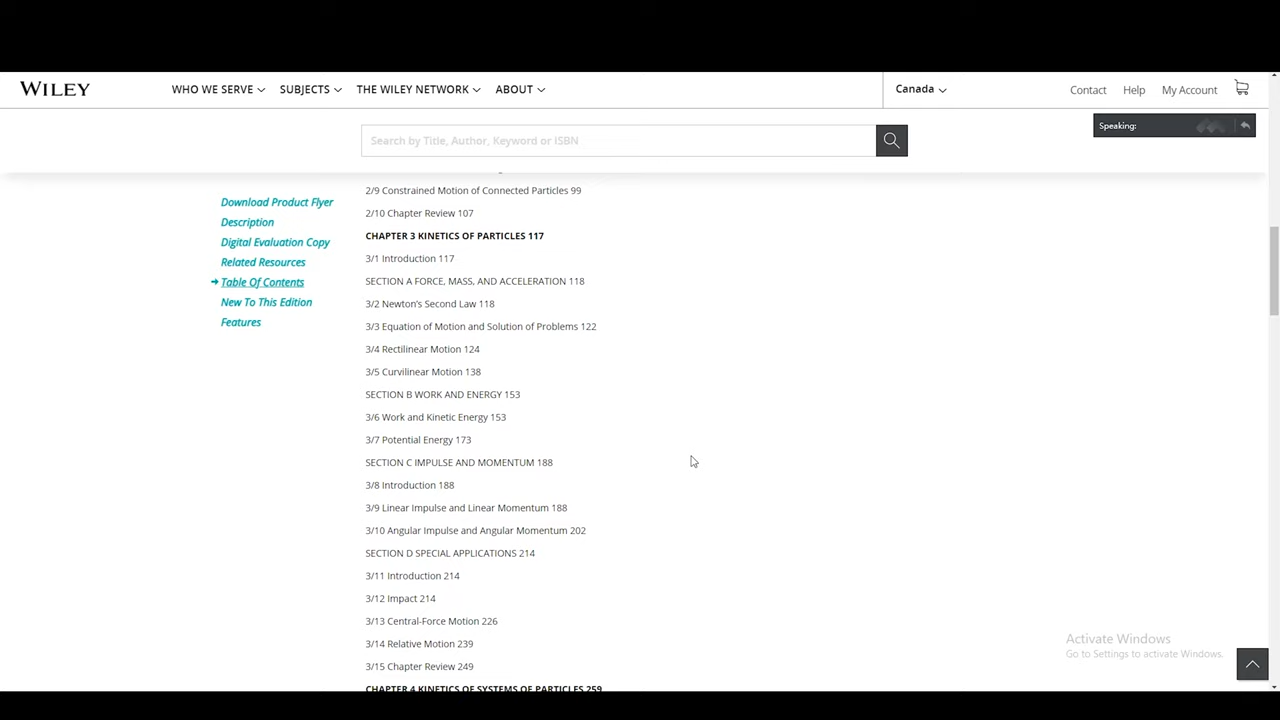 WILEY
WHO WE SERVE
SUBJECTS
THE WILEY NETWORK
ABOUT
Canada
Contact
Help
My Account
Search by Title, Author, Keyword or ISBN
Speaking:
Download Product Flyer
Description
Digital Evaluation Copy
Related Resources
Table Of Contents
New To This Edition
Features
2/9 Constrained Motion of Connected Particles 99
2/10 Chapter Review 107
CHAPTER 3 KINETICS OF PARTICLES 117
3/1 Introduction 117
SECTION A FORCE, MASS, AND ACCELERATION 118
3/2 Newton's Second Law 118
3/3 Equation of Motion and Solution of Problems 122
3/4 Rectilinear Motion 124
3/5 Curvilinear Motion 138
SECTION B WORK AND ENERGY 153
3/6 Work and Kinetic Energy 153
3/7 Potential Energy 173
SECTION C IMPULSE AND MOMENTUM 188
3/8 Introduction 188
3/9 Linear Impulse and Linear Momentum 188
3/10 Angular Impulse and Angular Momentum 202
SECTION D SPECIAL APPLICATIONS 214
3/11 Introduction 214
3/12 Impact 214
3/13 Central-Force Motion 226
3/14 Relative Motion 239
3/15 Chapter Review 249
CHAPTER 4 KINETICS OF SYSTEMS OF PARTICLES 259
Activate Windows
Go to Settings to activate Windows.